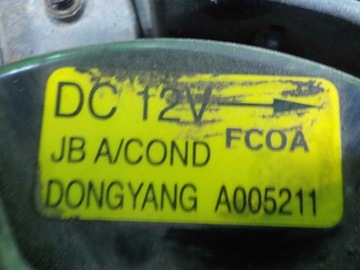 DC 12V
JB A/COND FCOA
DONGYANG A005211